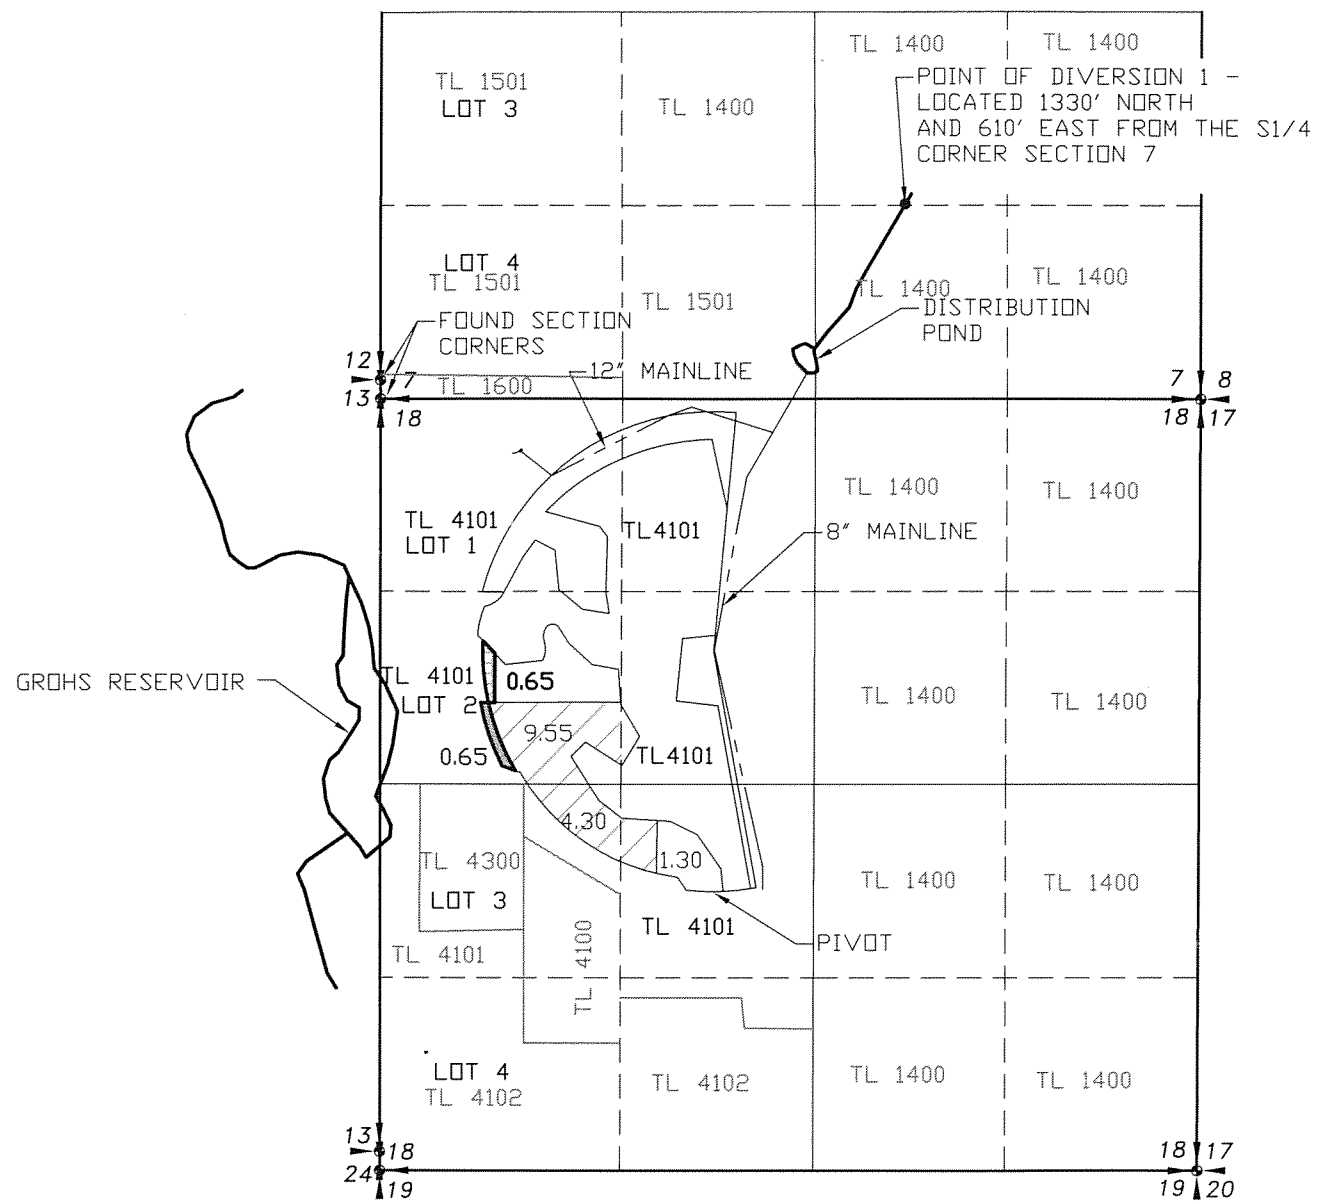 TL 1400
TL 1400
TL 1501
LOT 3
TL 1400
POINT OF DIVERSION 1 -
LOCATED 1330' NORTH
AND 610' EAST FROM THE S1/4
CORNER SECTION 7
LOT 4
TL 1501
TL 1501
TL 1400
TL 1400
DISTRIBUTION
POND
FOUND SECTION
CORNERS
12
7
12" MAINLINE
TL 1600
7
8
13
18
18
17
TL 4101
LOT 1
TL4101
TL 1400
TL 1400
8" MAINLINE
GROHS RESERVOIR
TL 4101
LOT 2
0.65
9.55
0.65
TL4101
TL 1400
TL 1400
4.30
1.30
TL 4300
LOT 3
TL 4101
TL 4100
TL 4101
PIVOT
TL 1400
TL 1400
LOT 4
TL 4102
TL 4102
TL 1400
TL 1400
13
18
24
19
18
17
19
20